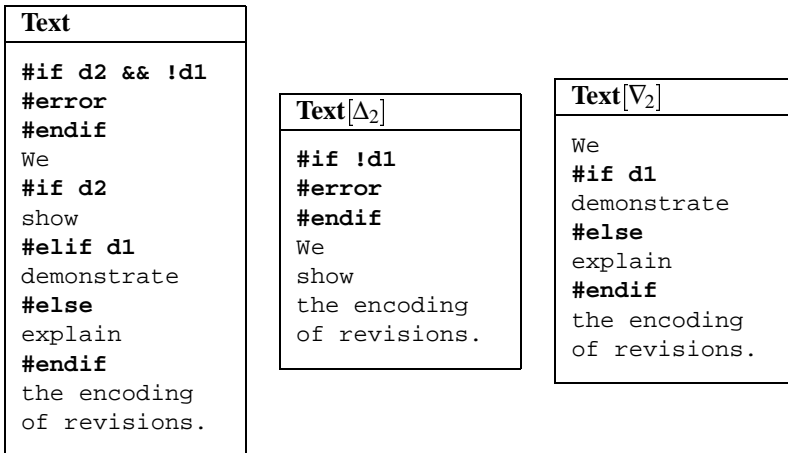 Text
#if d2 && !d1
#error
#endif
We
#if d2
show
#elif d1
demonstrate
#else
explain
#endif
the encoding
of revisions.
Text[Δ₂]
#if !d1
#error
#endif
We
show
the encoding
of revisions.
Text[∇₂]
We
#if d1
demonstrate
#else
explain
#endif
the encoding
of revisions.